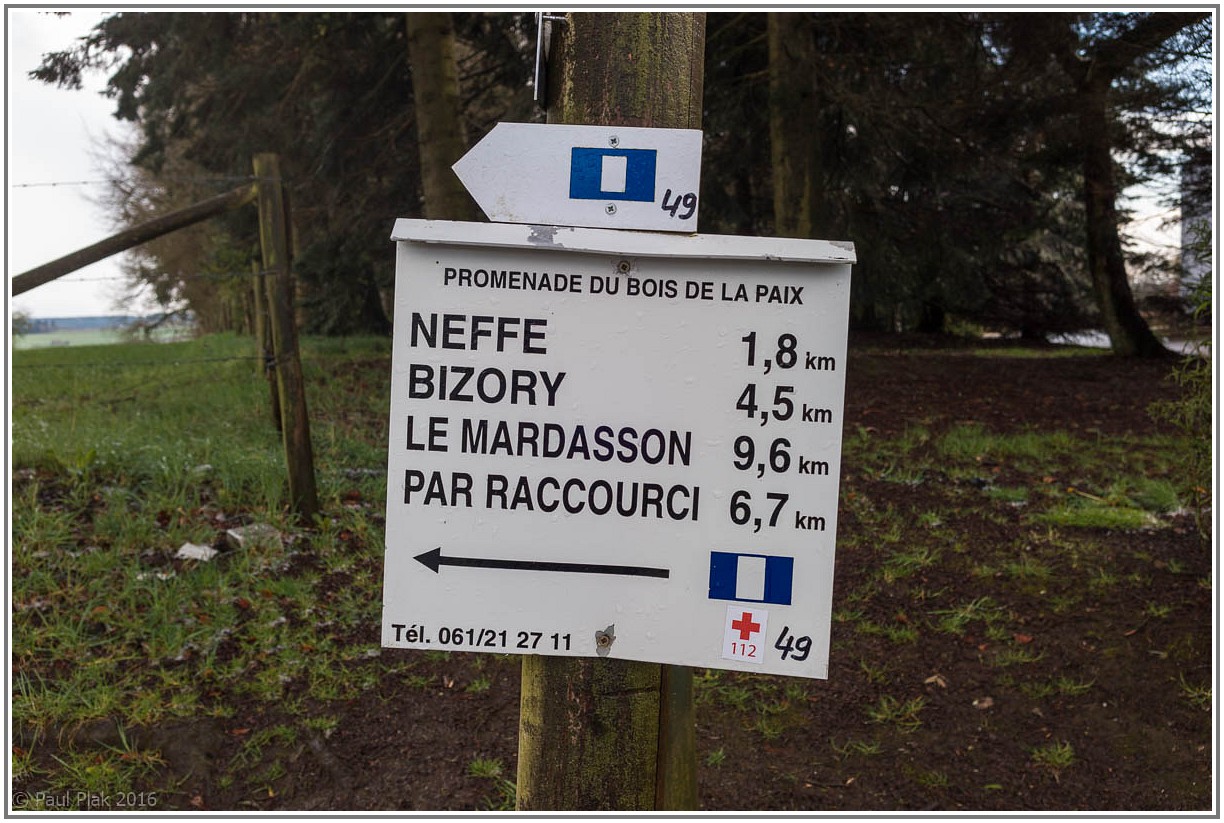 49
PROMENADE DU BOIS DE LA PAIX
NEFFE 1,8 km
BIZORY 4,5 km
LE MARDASSON 9,6 km
PAR RACCOURCI 6,7 km
Tél. 061/21 27 11
112
49
© Paul Plak 2016